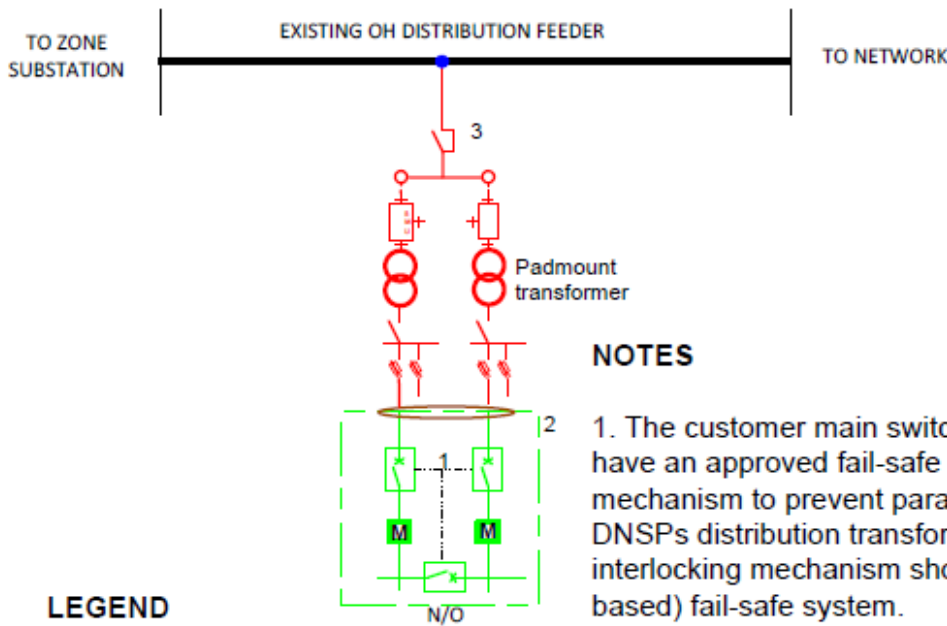 TO ZONE
SUBSTATION
EXISTING OH DISTRIBUTION FEEDER
TO NETWORK
3
Padmount
transformer
NOTES
2
1. The customer main switc
have an approved fail-safe
mechanism to prevent para
DNSPs distribution transfor
interlocking mechanism sho
based) fail-safe system.
1
M M
N/O
LEGEND